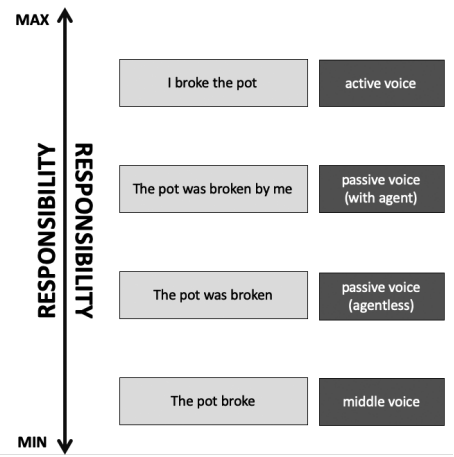 MAX
RESPONSIBILITY
RESPONSIBILITY
I broke the pot
active voice
The pot was broken by me
passive voice
(with agent)
The pot was broken
passive voice
(agentless)
The pot broke
middle voice
MIN